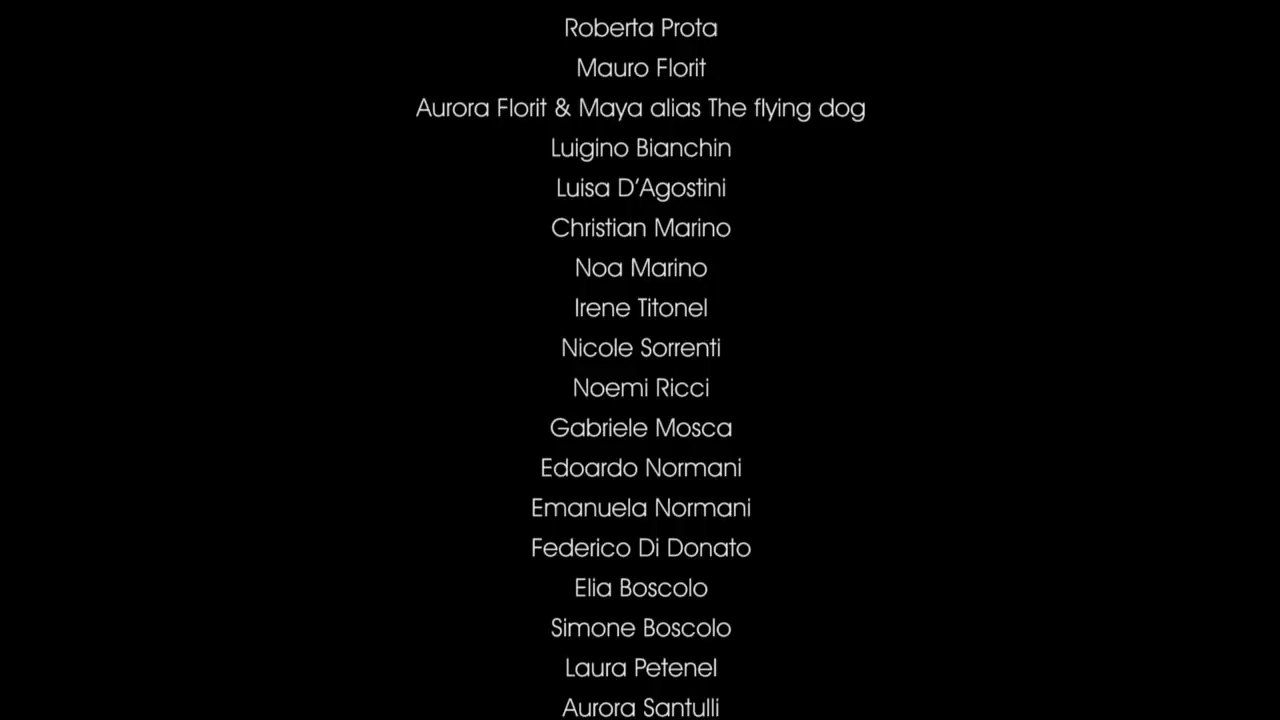 Roberta Prota
Mauro Florit
Aurora Florit & Maya alias The flying dog
Luigino Bianchin
Luisa D'Agostini
Christian Marino
Noa Marino
Irene Titonel
Nicole Sorrenti
Noemi Ricci
Gabriele Mosca
Edoardo Normani
Emanuela Normani
Federico Di Donato
Elia Boscolo
Simone Boscolo
Laura Petenel
Aurora Santulli